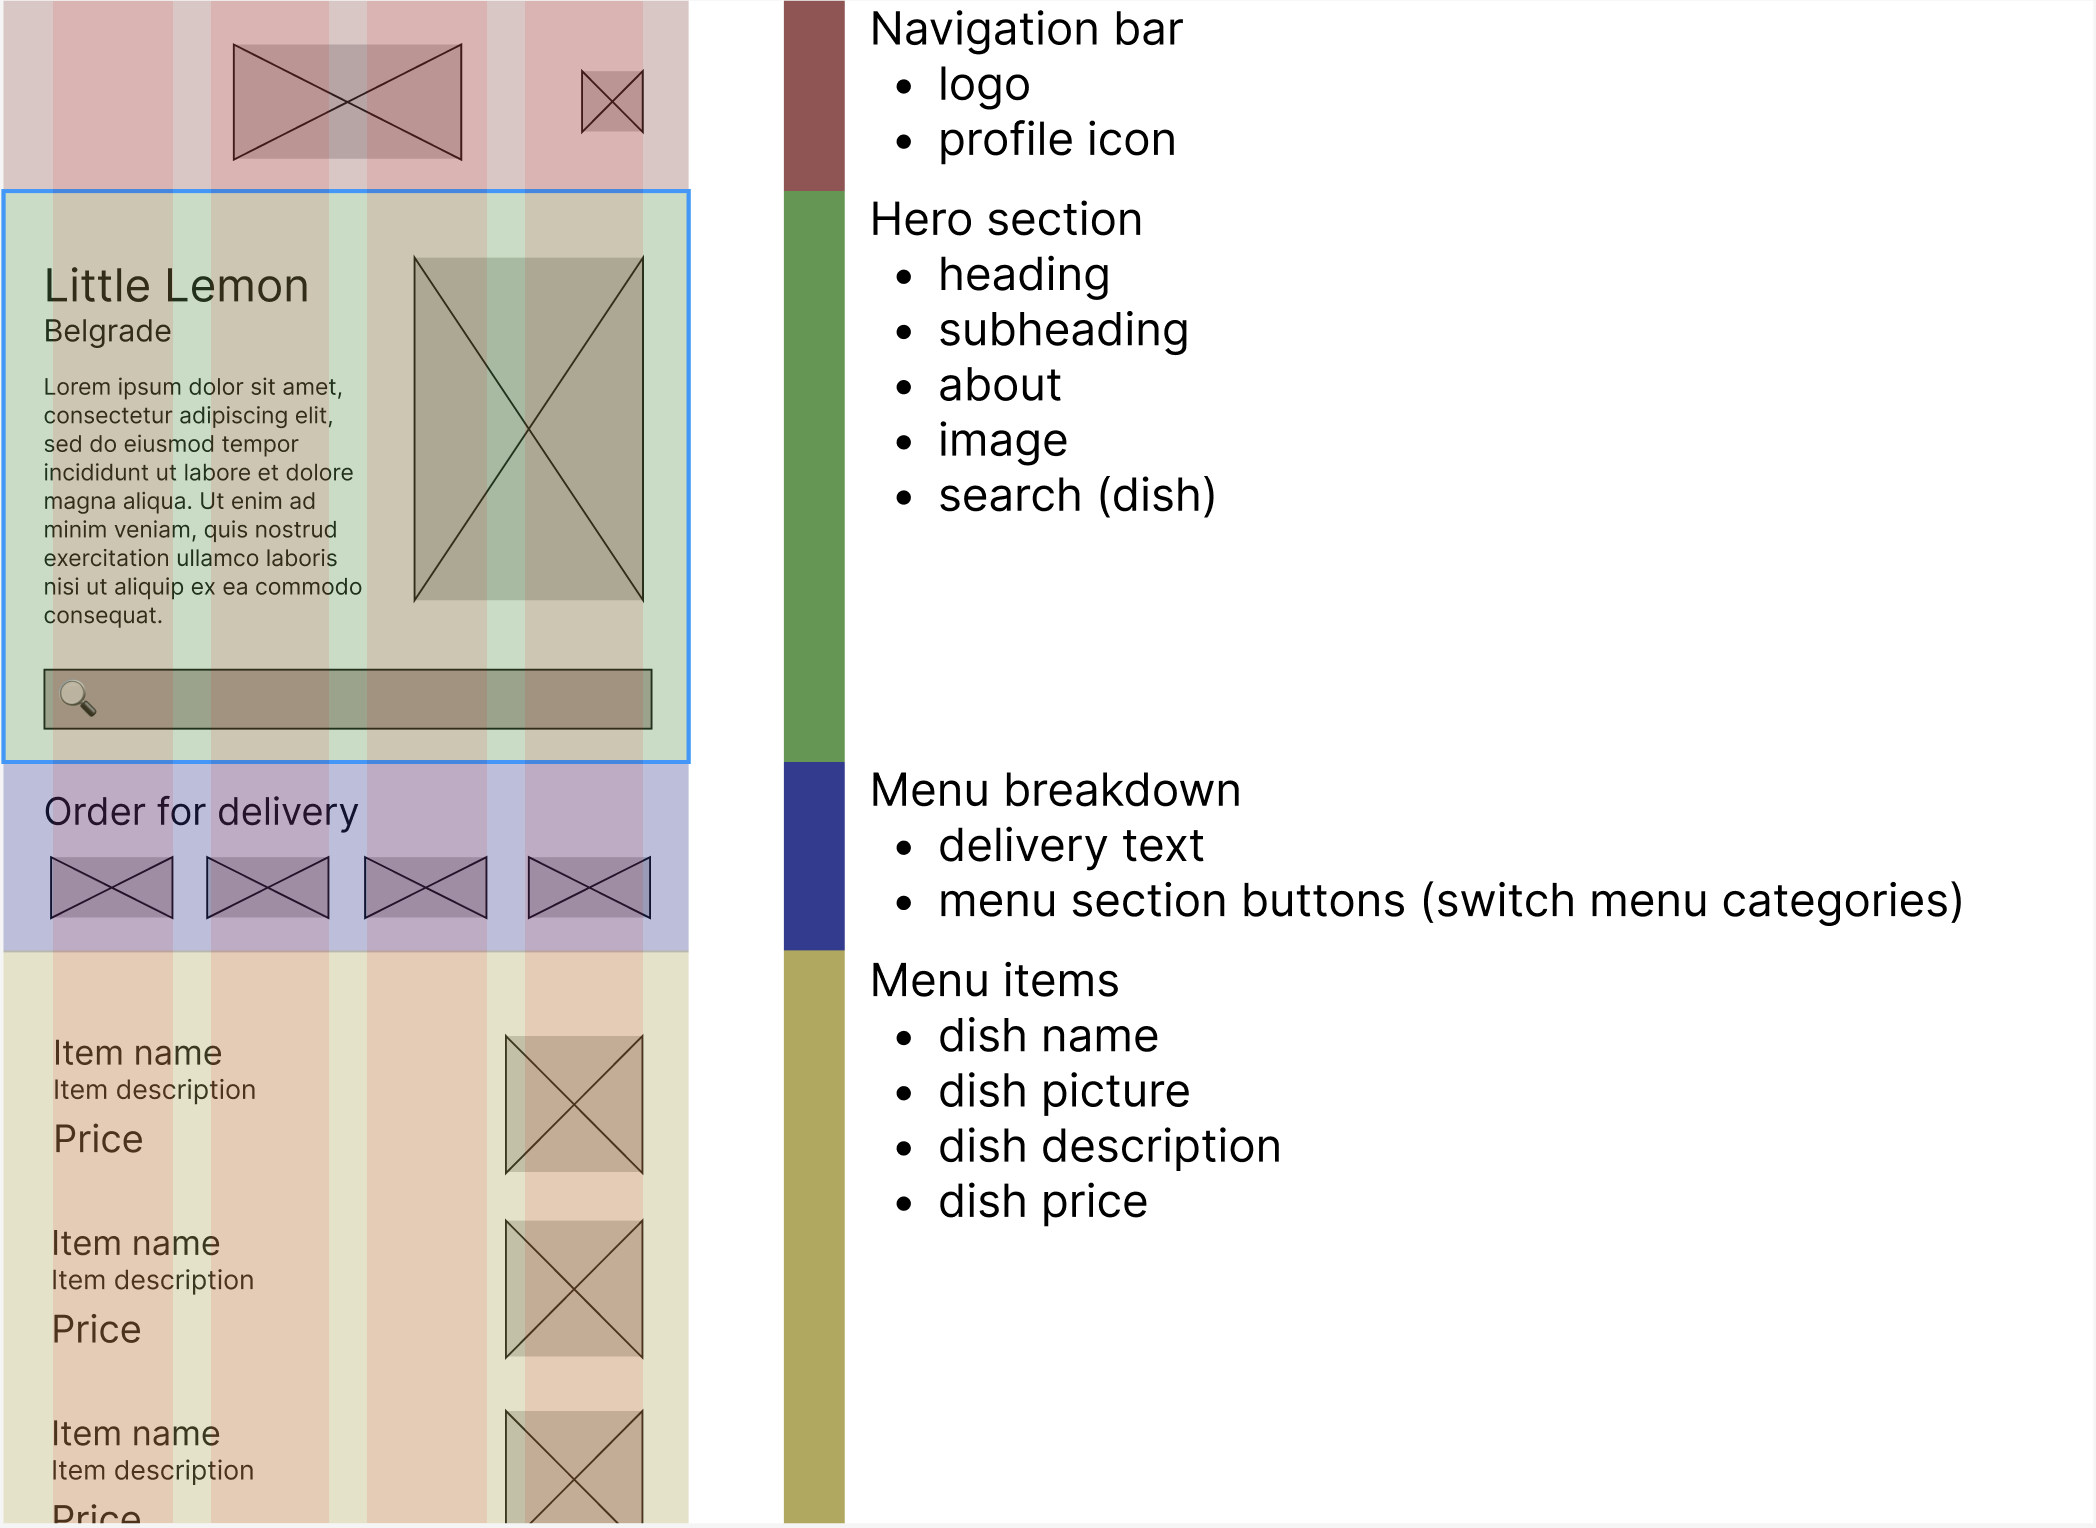 Little Lemon
Belgrade
Lorem ipsum dolor sit amet,
consectetur adipiscing elit,
sed do eiusmod tempor
incididunt ut labore et dolore
magna aliqua. Ut enim ad
minim veniam, quis nostrud
exercitation ullamco laboris
nisi ut aliquip ex ea commodo
consequat.
Order for delivery
Item name
Item description
Price
Item name
Item description
Price
Item name
Item description
Price
Navigation bar
• logo
• profile icon
Hero section
• heading
• subheading
• about
• image
• search (dish)
Menu breakdown
• delivery text
• menu section buttons (switch menu categories)
Menu items
• dish name
• dish picture
• dish description
• dish price